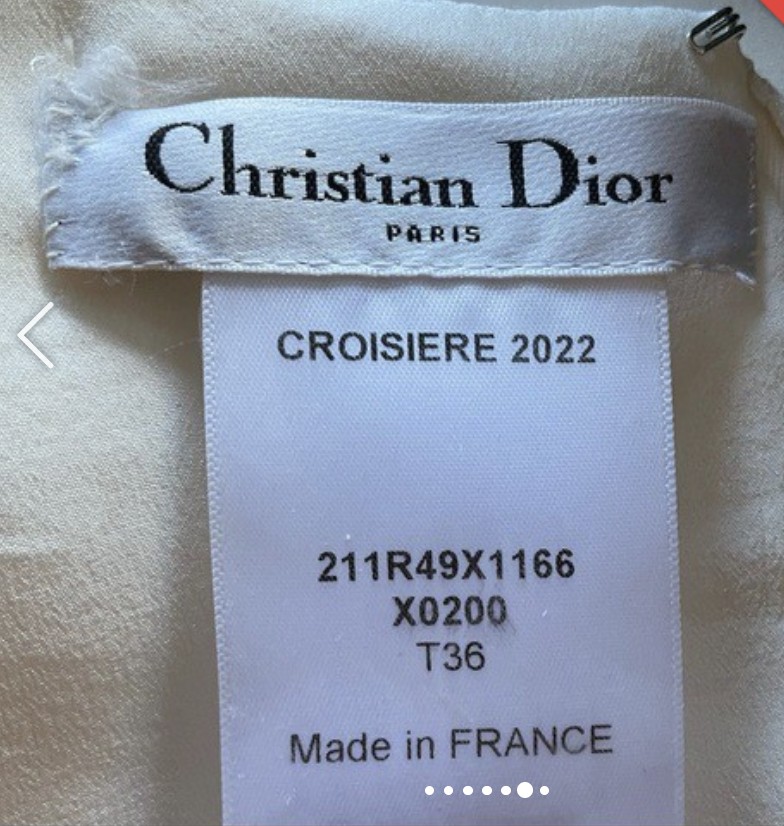 Christian Dior
PARIS
CROISIERE 2022
211R49X1166
X0200
T36
Made in FRANCE